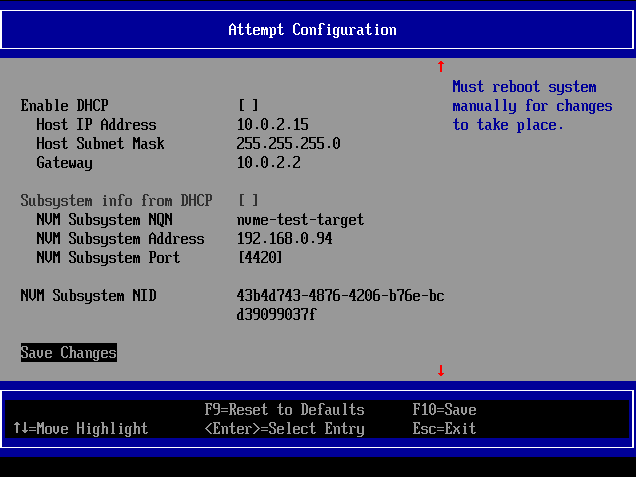 Attempt Configuration
Must reboot system
Enable DHCP [ ] manually for changes
Host IP Address 10.0.2.15 to take place.
Host Subnet Mask 255.255.255.0
Gateway 10.0.2.2
Subsystem info from DHCP [ ]
NVM Subsystem NQN nvme-test-target
NVM Subsystem Address 192.168.0.94
NVM Subsystem Port [4420]
NVM Subsystem NID 43b4d743-4876-4206-b76e-bc
d39099037f
Save Changes
F9=Reset to Defaults F10=Save
↑↓=Move Highlight <Enter>=Select Entry Esc=Exit